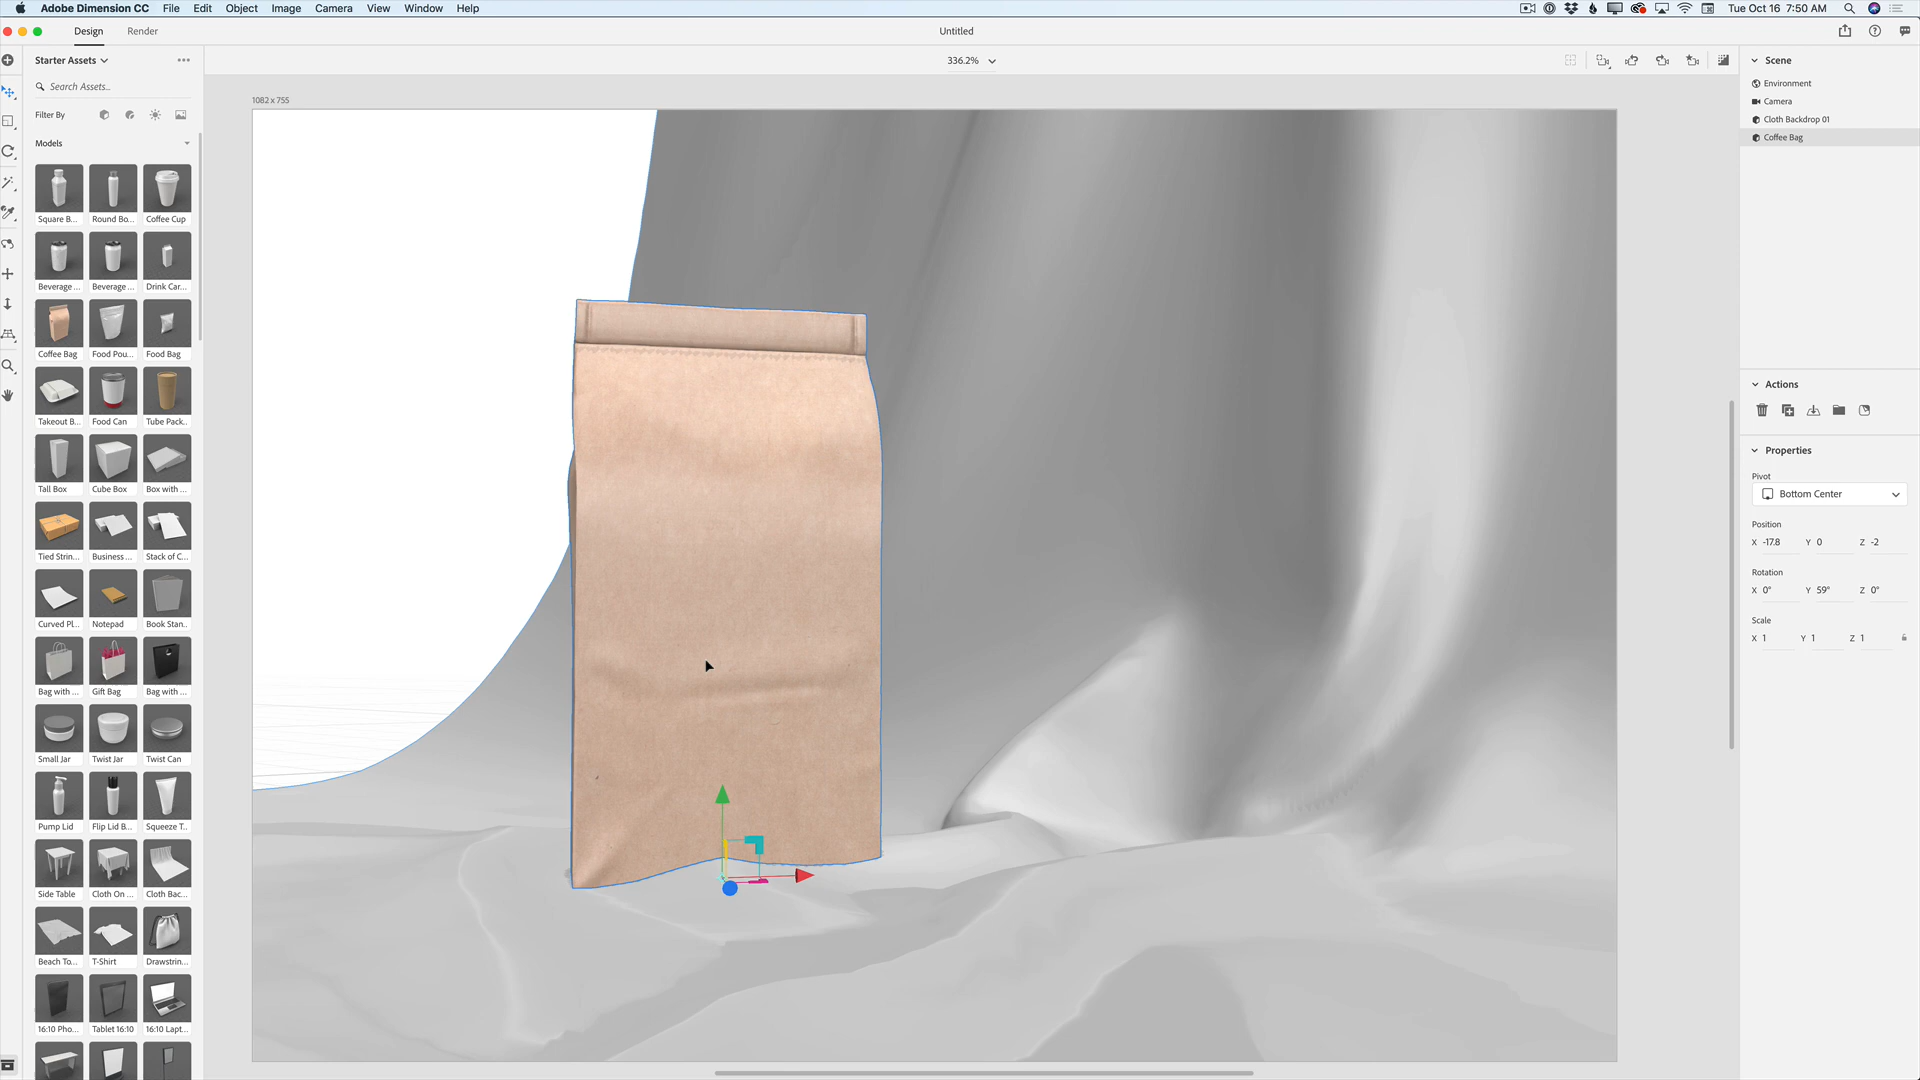 Adobe Dimension CC File Edit Object Image Camera View Window Help Tue Oct 16 7:50 AM
Design Render Untitled
Starter Assets 336.2%
Search Assets..
Filter By
Models
Square B... Round Bo... Coffee Cup
Beverage ... Beverage ... Drink Car...
Coffee Bag Food Pou... Food Bag
Takeout B... Food Can Tube Pack..
Tall Box Cube Box Box with ...
Tied Strin... Business ... Stack of C...
Curved Pl... Notepad Book Stan..
Bag with ... Gift Bag Bag with ...
Small Jar Twist Jar Twist Can
Pump Lid Flip Lid B... Squeeze T..
Side Table Cloth On ... Cloth Bac...
Beach To... T-Shirt Drawstrin...
16:10 Pho... Tablet 16:10 16:10 Lapt...
1082 x 755
Scene
Environment
Camera
Cloth Backdrop 01
Coffee Bag
Actions
Properties
Pivot
Bottom Center
Position
X -17.8 Y 0 Z -2
Rotation
X 0° Y 59° Z 0°
Scale
X 1 Y 1 Z 1